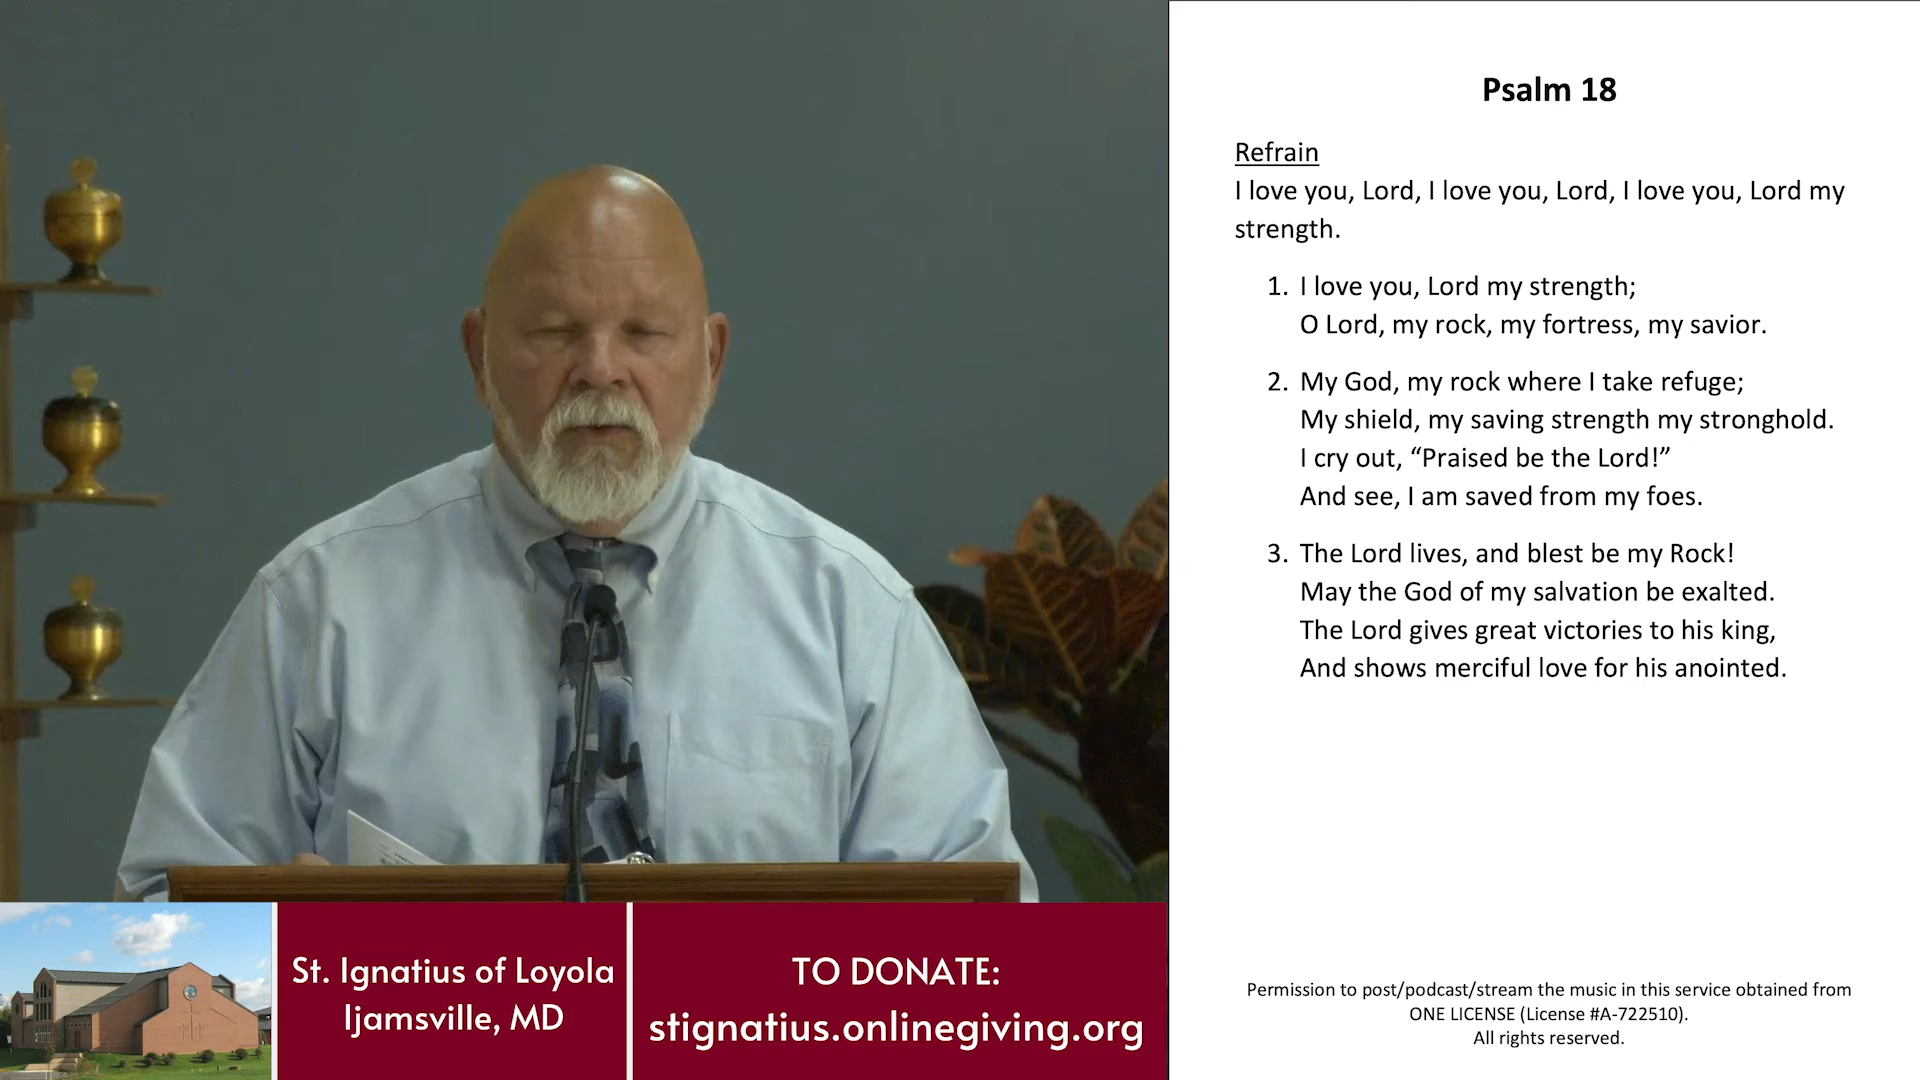 Psalm 18
Refrain
I love you, Lord, I love you, Lord, I love you, Lord my
strength.
1. I love you, Lord my strength;
O Lord, my rock, my fortress, my savior.
2. My God, my rock where I take refuge;
My shield, my saving strength my stronghold.
I cry out, “Praised be the Lord!”
And see, I am saved from my foes.
3. The Lord lives, and blest be my Rock!
May the God of my salvation be exalted.
The Lord gives great victories to his king,
And shows merciful love for his anointed.
Permission to post/podcast/stream the music in this service obtained from
ONE LICENSE (License #A-722510).
All rights reserved.
St. Ignatius of Loyola
Ijamsville, MD
TO DONATE:
stignatius.onlinegiving.org